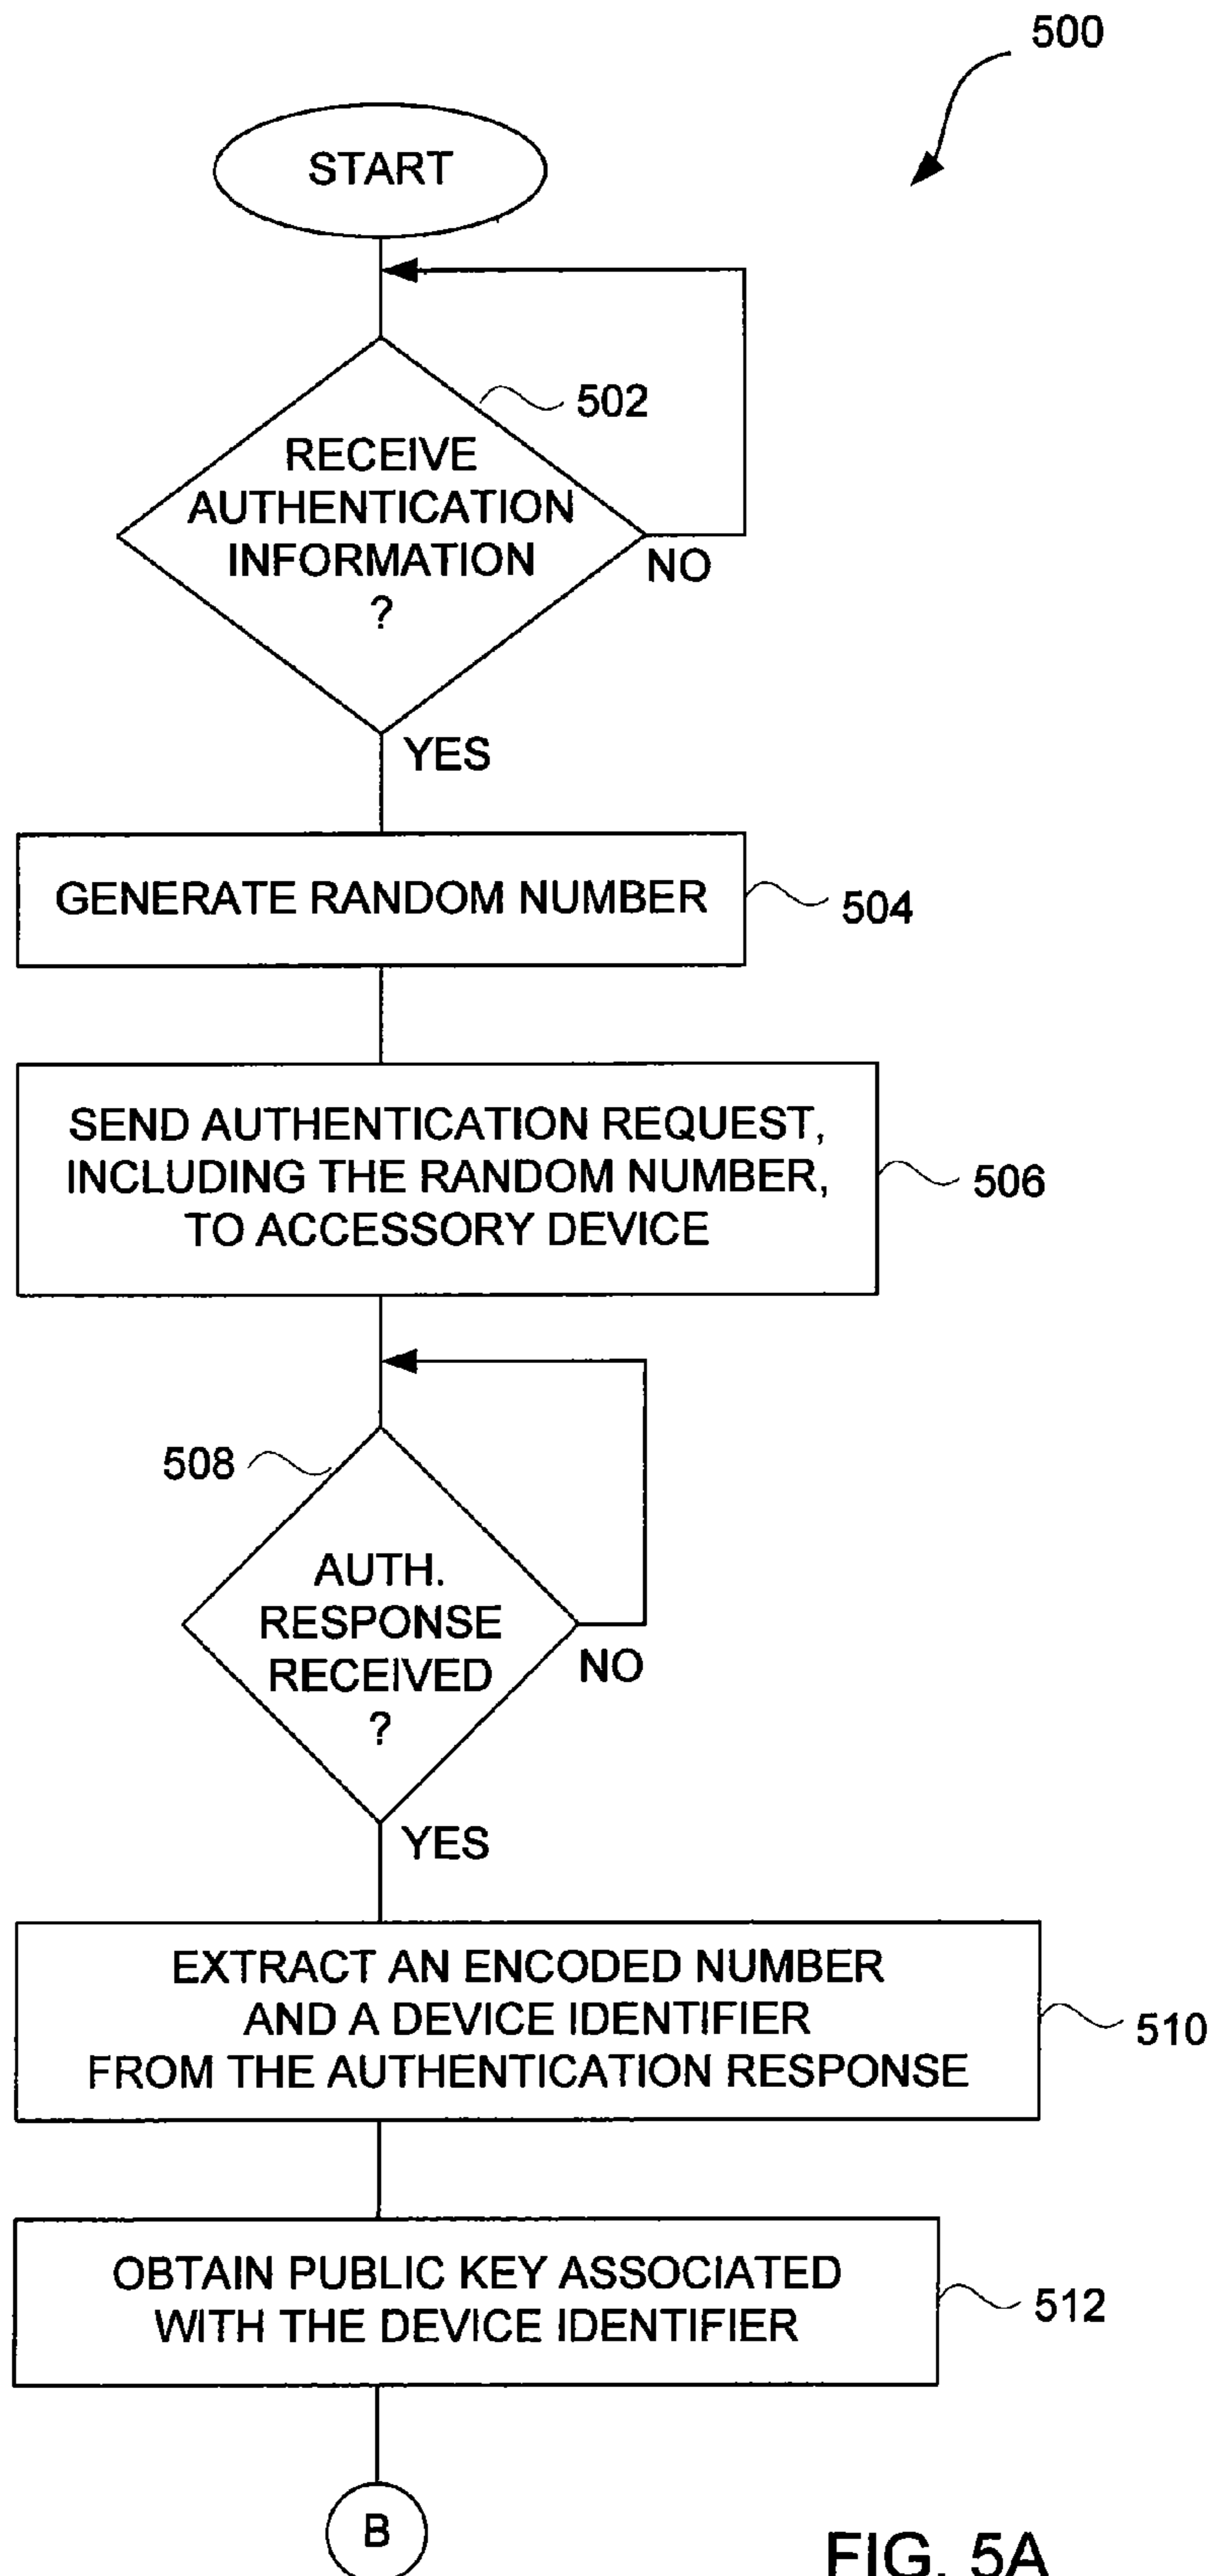 500
START
502
RECEIVE
AUTHENTICATION
INFORMATION
?
NO
YES
GENERATE RANDOM NUMBER
504
SEND AUTHENTICATION REQUEST,
INCLUDING THE RANDOM NUMBER,
TO ACCESSORY DEVICE
506
508
AUTH.
RESPONSE
RECEIVED
?
NO
YES
EXTRACT AN ENCODED NUMBER
AND A DEVICE IDENTIFIER
FROM THE AUTHENTICATION RESPONSE
510
OBTAIN PUBLIC KEY ASSOCIATED
WITH THE DEVICE IDENTIFIER
512
B
FIG. 5A